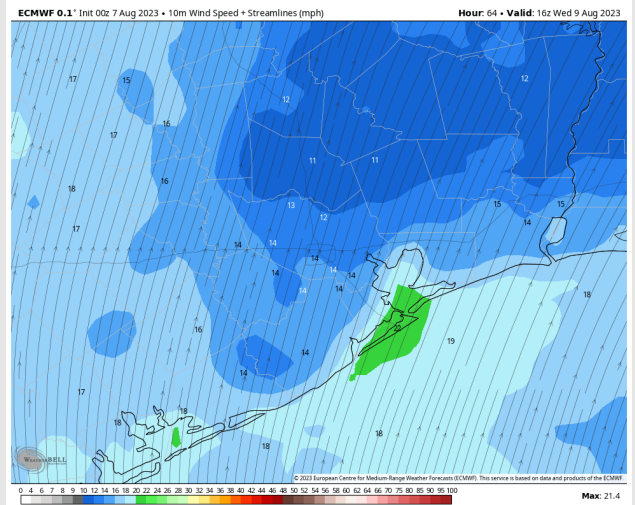 ECMWF 0.1° Init 00z 7 Aug 2023 • 10m Wind Speed + Streamlines (mph)
Hour: 64 • Valid: 16z Wed 9 Aug 2023
17 15 12 12
17 16
11 11
18 16
13 12 15 15
17 14 14 14
14 14 14 14
14 14
18
16 22 19
14 14
17
18 18
18 18
WeatherBELL
© 2023 European Centre for Medium-Range Weather Forecasts (ECMWF). This service is based on data and products of the ECMWF
0 4 6 7 8 9 10 12 14 16 18 20 22 24 26 28 30 32 34 36 38 40 42 44 46 48 50 52 54 56 58 60 65 70 75 80 85 90 95 100
Max: 21.4